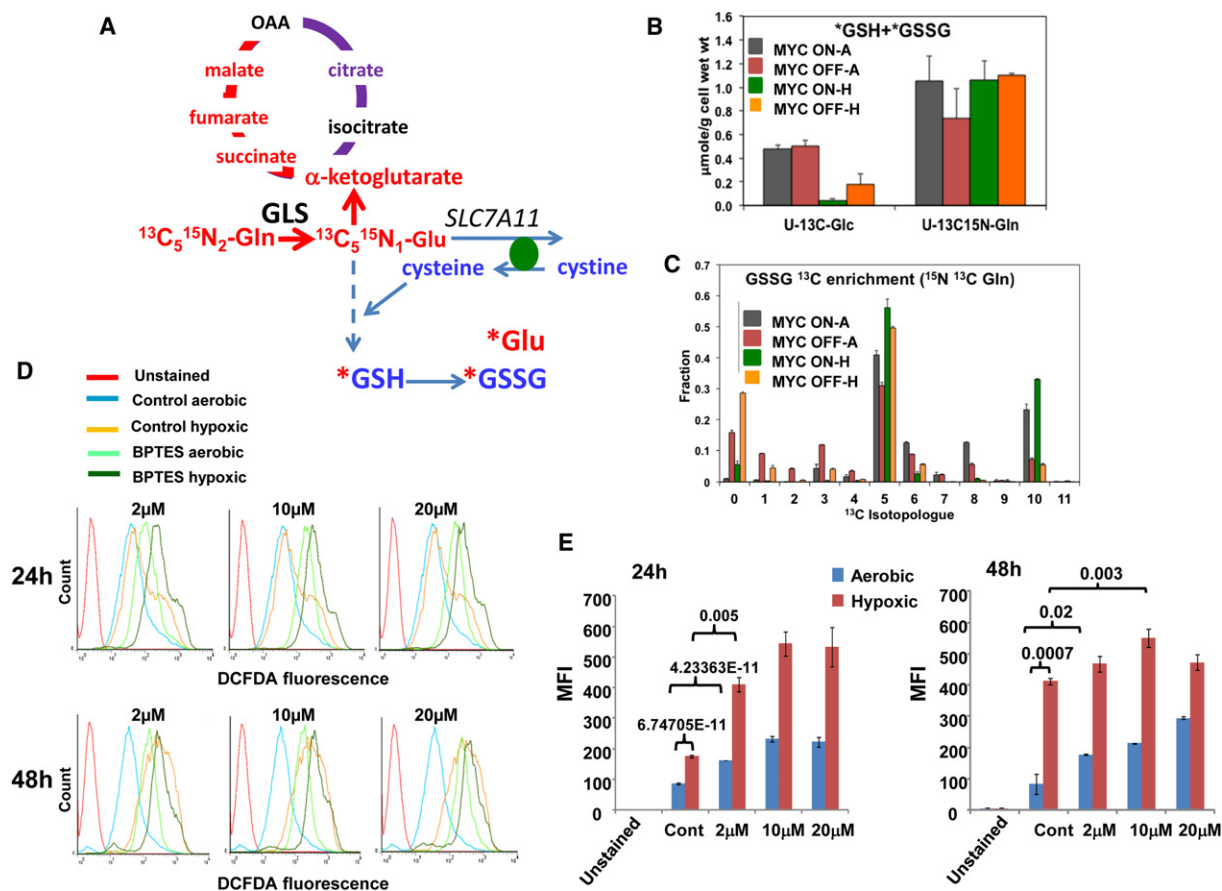 A
OAA
malate
citrate
fumarate
isocitrate
succinate
α-ketoglutarate
GLS
SLC7A11
¹³C₅¹⁵N₂-Gln
¹³C₅¹⁵N₁-Glu
cysteine
cystine
*Glu
*GSH
*GSSG
B
*GSH+*GSSG
MYC ON-A
MYC OFF-A
MYC ON-H
MYC OFF-H
µmole/g cell wet wt
1.6
1.4
1.2
1.0
0.8
0.6
0.4
0.2
0.0
U-13C-Glc
U-13C15N-Gln
C
GSSG ¹³C enrichment (¹⁵N ¹³C Gln)
MYC ON-A
MYC OFF-A
MYC ON-H
MYC OFF-H
Fraction
0.7
0.6
0.5
0.4
0.3
0.2
0.1
0
0 1 2 3 4 5 6 7 8 9 10 11
¹³C Isotopologue
D
Unstained
Control aerobic
Control hypoxic
BPTES aerobic
BPTES hypoxic
2µM 10µM 20µM
24h
Count
DCFDA fluorescence DCFDA fluorescence
2µM 10µM 20µM
48h
Count
DCFDA fluorescence DCFDA fluorescence
E
24h
Aerobic
Hypoxic
MFI
700
600
500
400
300
200
100
0
0.005
4.23363E-11
6.74705E-11
Unstained
Cont 2µM 10µM 20µM
48h
MFI
700
600
500
400
300
200
100
0
0.003
0.02
0.0007
Unstained
Cont 2µM 10µM 20µM